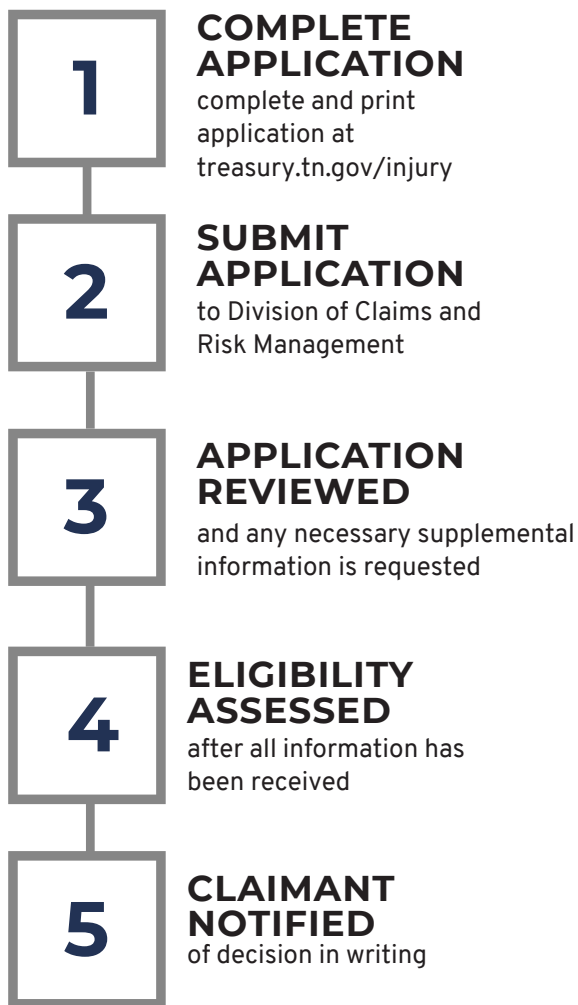 1
COMPLETE
APPLICATION
complete and print
application at
treasury.tn.gov/injury
2
SUBMIT
APPLICATION
to Division of Claims and
Risk Management
3
APPLICATION
REVIEWED
and any necessary supplemental
information is requested
4
ELIGIBILITY
ASSESSED
after all information has
been received
5
CLAIMANT
NOTIFIED
of decision in writing